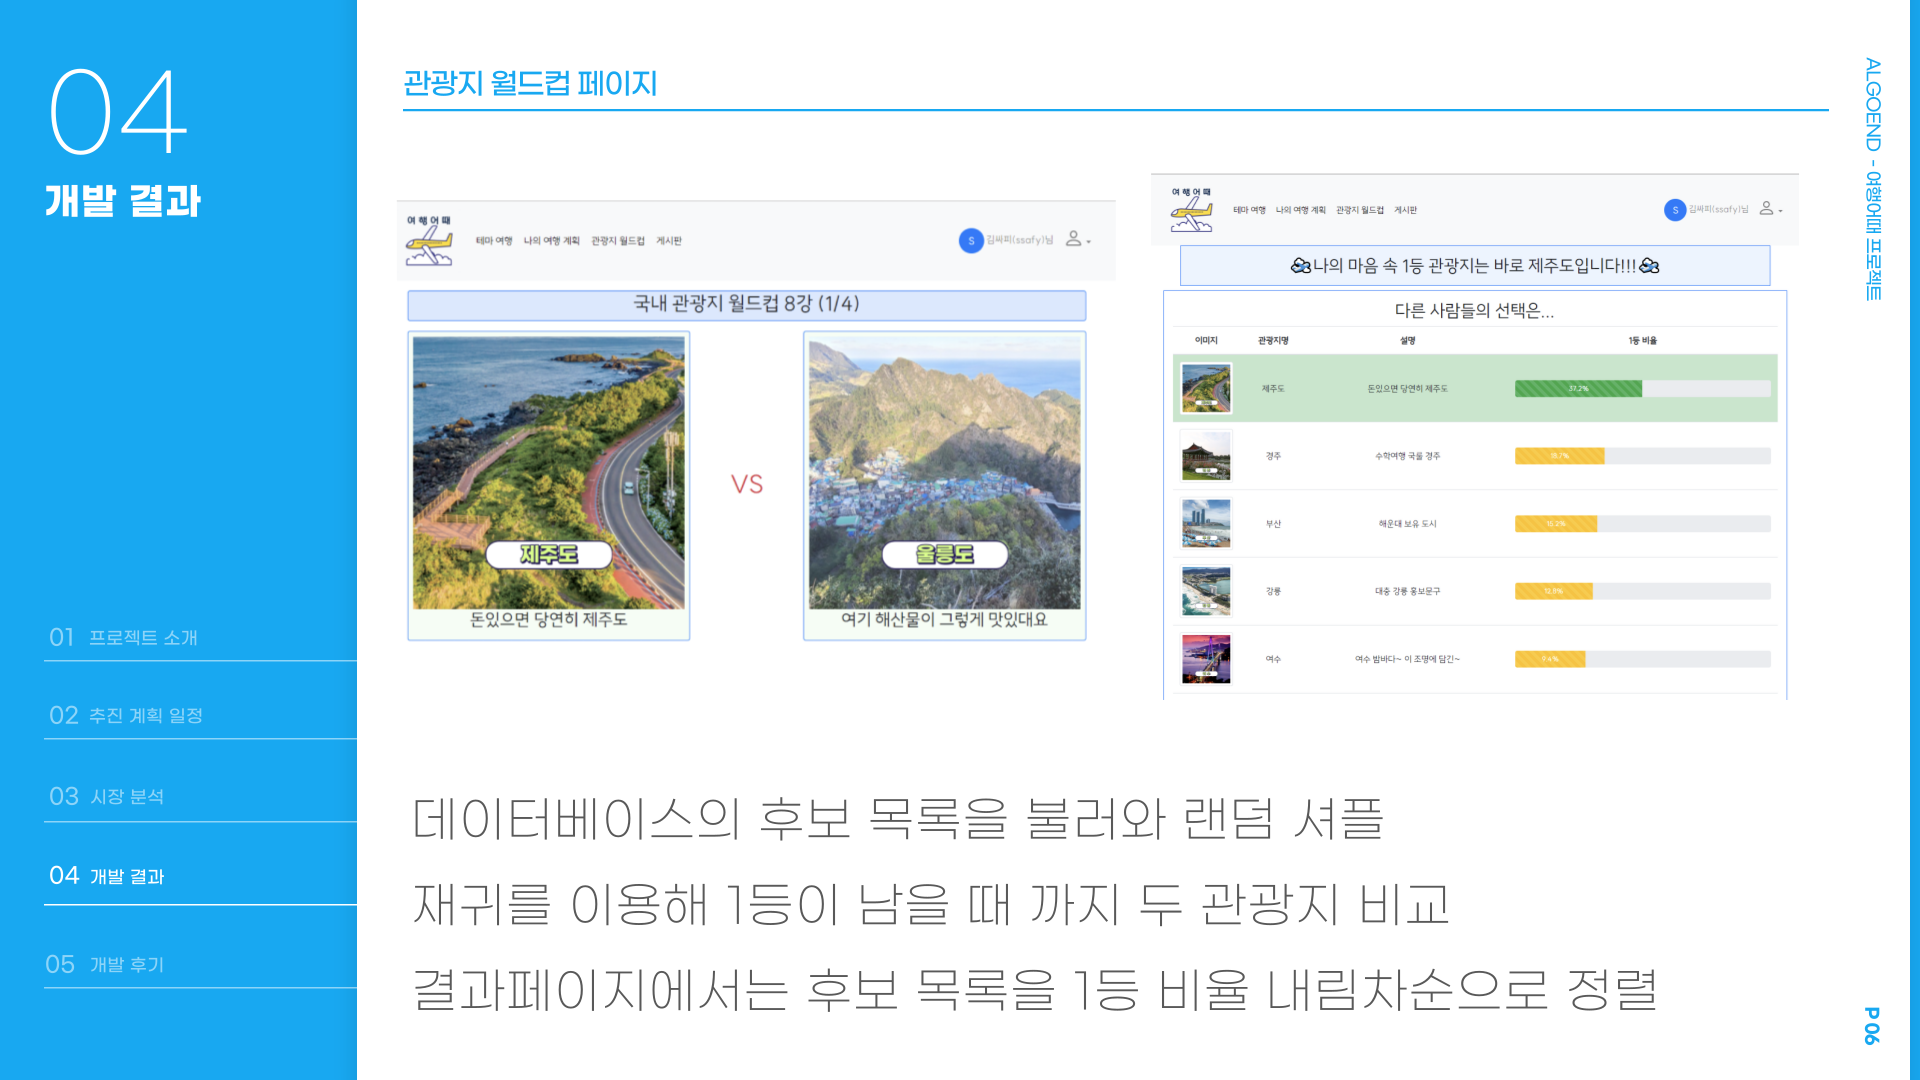 04
개발 결과
01 프로젝트 소개
02 추진 계획 일정
03 시장 분석
04 개발 결과
05 개발 후기
관광지 월드컵 페이지
여행어때
테마 여행 나의 여행 계획 관광지 월드컵 게시판
S 김싸피(ssafy)님
국내 관광지 월드컵 8강 (1/4)
제주도
VS
울릉도
돈있으면 당연히 제주도
여기 해산물이 그렇게 맛있대요
여행어때
테마 여행 나의 여행 계획 관광지 월드컵 게시판
S 김싸피(ssafy)님
나의 마음 속 1등 관광지는 바로 제주도입니다!!!
다른 사람들의 선택은...
이미지 관광지명 설명 1등 비율
제주도 돈있으면 당연히 제주도 37.2%
경주 수학여행 국룰 경주
부산 해운대 보유 도시 15.2%
강릉 대충 강릉 홍보문구 12.8%
여수 여수 밤바다~ 이 조명에 담긴~ 9.4%
데이터베이스의 후보 목록을 불러와 랜덤 셔플
재귀를 이용해 1등이 남을 때 까지 두 관광지 비교
결과페이지에서는 후보 목록을 1등 비율 내림차순으로 정렬
ALGOEND - 여행어때 프로젝트
P 06